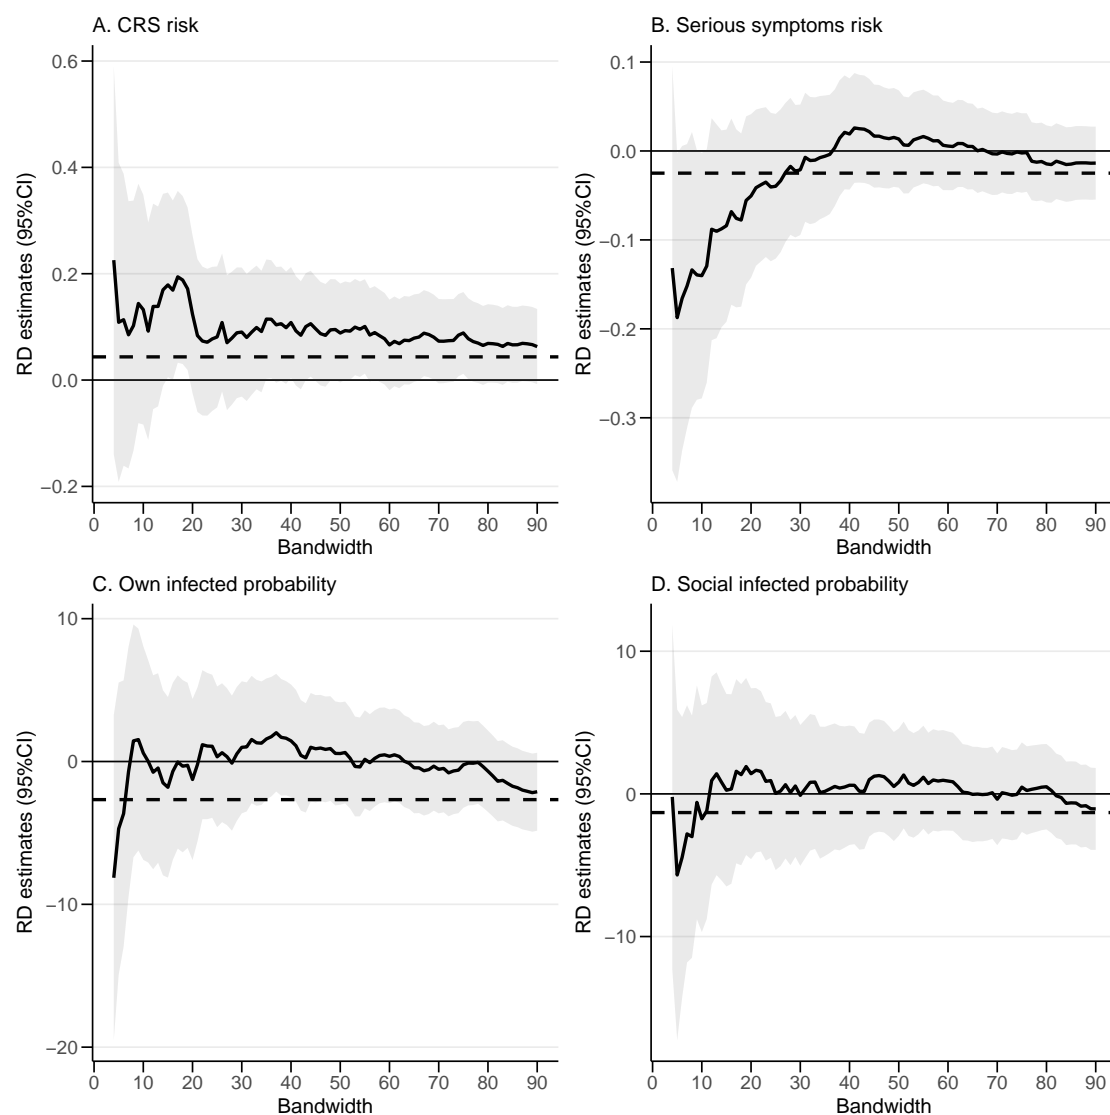 A. CRS risk
RD estimates (95%CI)
0.6
0.4
0.2
0.0
−0.2
0 10 20 30 40 50 60 70 80 90
Bandwidth
B. Serious symptoms risk
RD estimates (95%CI)
0.1
0.0
−0.1
−0.2
−0.3
0 10 20 30 40 50 60 70 80 90
Bandwidth
C. Own infected probability
RD estimates (95%CI)
10
0
−10
−20
0 10 20 30 40 50 60 70 80 90
Bandwidth
D. Social infected probability
RD estimates (95%CI)
10
0
−10
0 10 20 30 40 50 60 70 80 90
Bandwidth